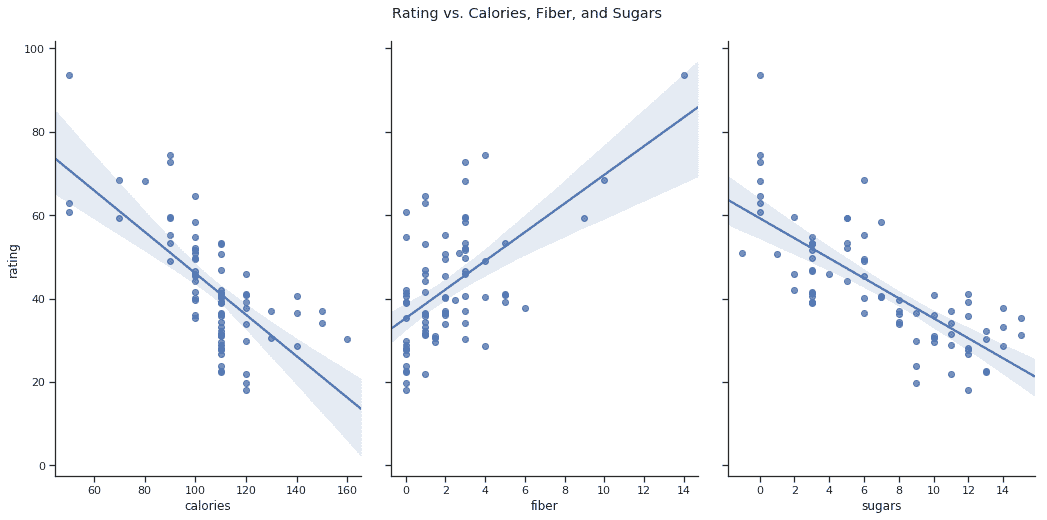 Rating vs. Calories, Fiber, and Sugars
100
80
60
40
20
0
rating
60 80 100 120 140 160
calories
0 2 4 6 8 10 12 14
fiber
0 2 4 6 8 10 12 14
sugars